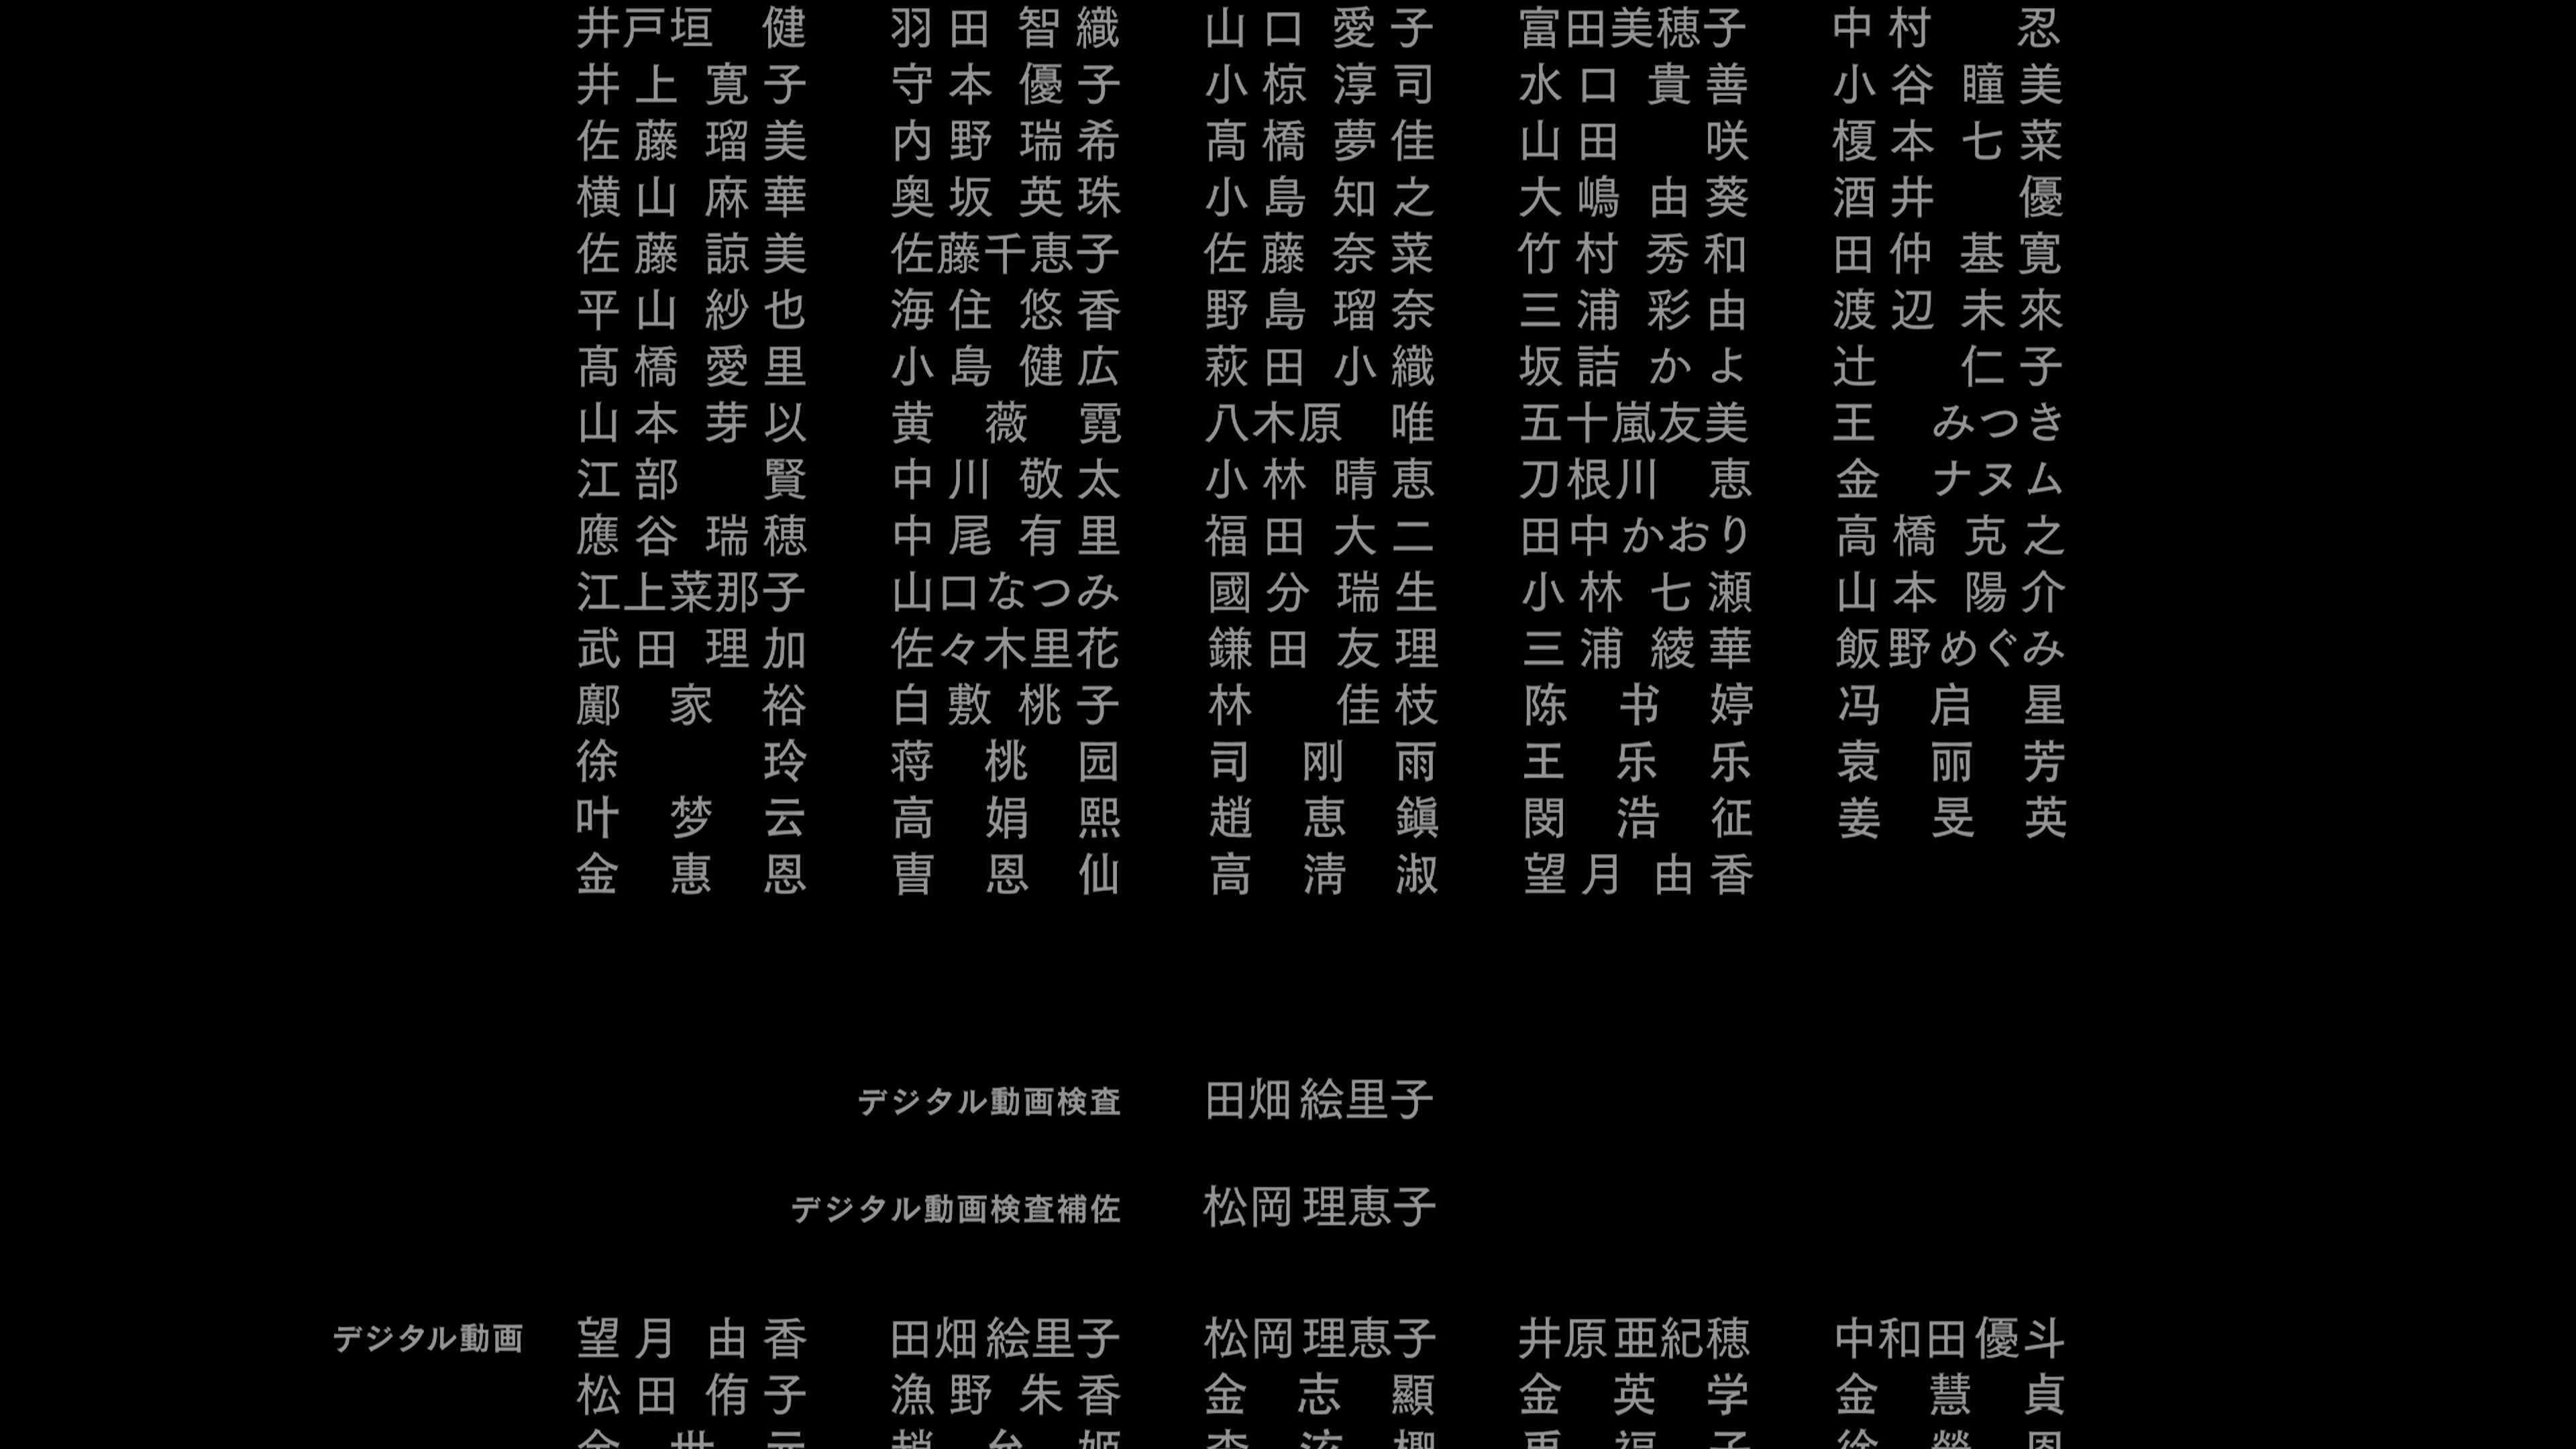 井戸垣 健 羽田智織 山口愛子 富田美穂子 中村 忍
井上寛子 守本優子 小椋淳司 水口貴善 小谷瞳美
佐藤瑠美 内野瑞希 髙橋夢佳 山田 咲 榎本七菜
横山麻華 奥坂英珠 小島知之 大嶋由葵 酒井 優
佐藤諒美 佐藤千恵子 佐藤奈菜 竹村秀和 田仲基寛
平山紗也 海住悠香 野島瑠奈 三浦彩由 渡辺未來
髙橋愛里 小島健広 萩田小織 坂詰かよ 辻 仁子
山本芽以 黄薇霓 八木原 唯 五十嵐友美 王 みつき
江部 賢 中川敬太 小林晴恵 刀根川 恵 金 ナヌム
應谷瑞穂 中尾有里 福田大二 田中かおり 高橋克之
江上菜那子 山口なつみ 國分瑞生 小林七瀬 山本陽介
武田理加 佐々木里花 鎌田友理 三浦綾華 飯野めぐみ
鄺家裕 白敷桃子 林 佳枝 陈书婷 冯启星
徐玲 蒋桃园 司刚雨 王乐乐 袁丽芳
叶梦云 高娟熙 趙恵鎭 閔浩征 姜旻英
金惠恩 曺恩仙 高淸淑 望月由香
デジタル動画検査 田畑絵里子
デジタル動画検査補佐 松岡理恵子
デジタル動画 望月由香 田畑絵里子 松岡理恵子 井原亜紀穂 中和田優斗
松田侑子 漁野朱香 金志顯 金英学 金慧貞